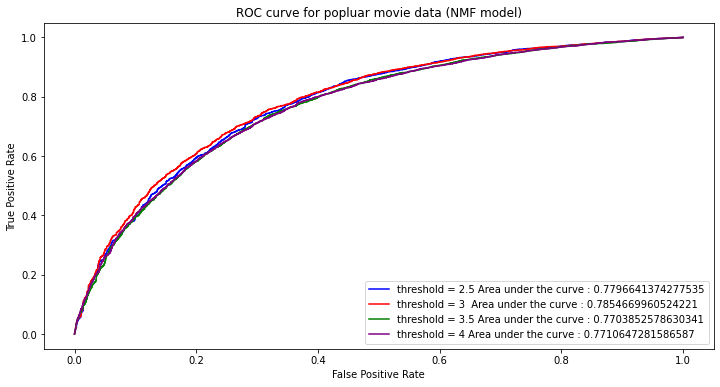 ROC curve for popluar movie data (NMF model)
True Positive Rate
1.0
0.8
0.6
0.4
0.2
0.0
threshold = 2.5 Area under the curve : 0.7796641374277535
threshold = 3  Area under the curve : 0.7854669960524221
threshold = 3.5 Area under the curve : 0.7703852578630341
threshold = 4 Area under the curve : 0.7710647281586587
0.0 0.2 0.4 0.6 0.8 1.0
False Positive Rate